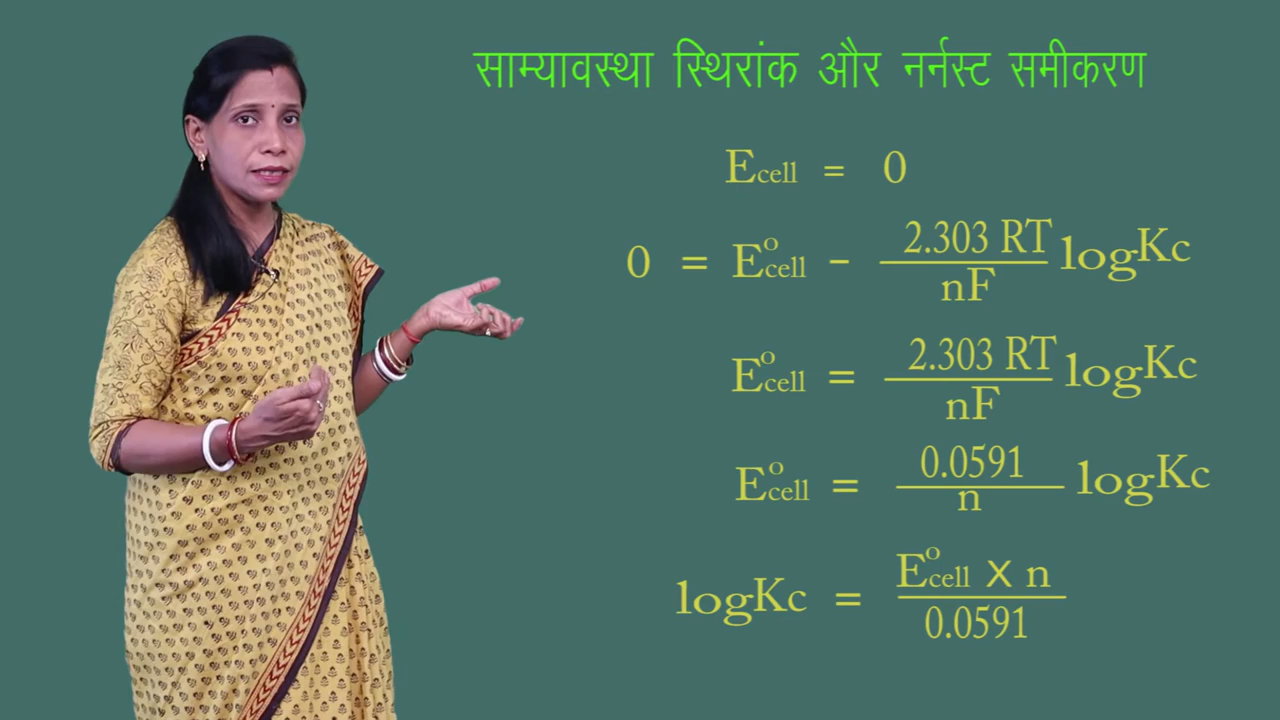 साम्यावस्था स्थिरांक और नर्नस्ट समीकरण
Ecell = 0
0 = E°cell - 2.303 RT / nF logKc
E°cell = 2.303 RT / nF logKc
E°cell = 0.0591 / n logKc
logKc = E°cell x n / 0.0591